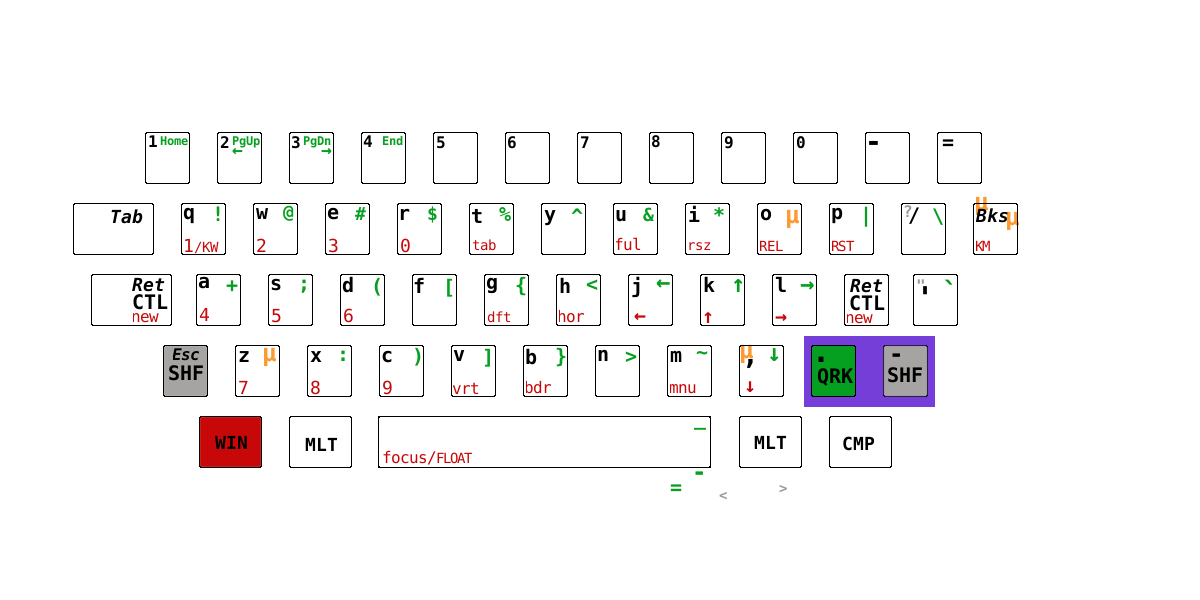 1 Home 2 PgUp ← 3 PgDn → 4 End 5 6 7 8 9 0 - =
Tab q ! w @ e # r $ t % y ^ u & i * o µ p | ? / \ µ Bks µ
1/KW 2 3 0 tab ful rsz REL RST KM
Ret a + s ; d ( f [ g { h < j ← k ↑ l → Ret " ' `
CTL CTL
new 4 5 6 dft hor ← ↑ → new
Esc z µ x : c ) v ] b } n > m ~ µ , ↓ . -
SHF QRK SHF
7 8 9 vrt bdr mnu ↓
WIN MLT _ MLT CMP
focus/FLOAT
-
= < >